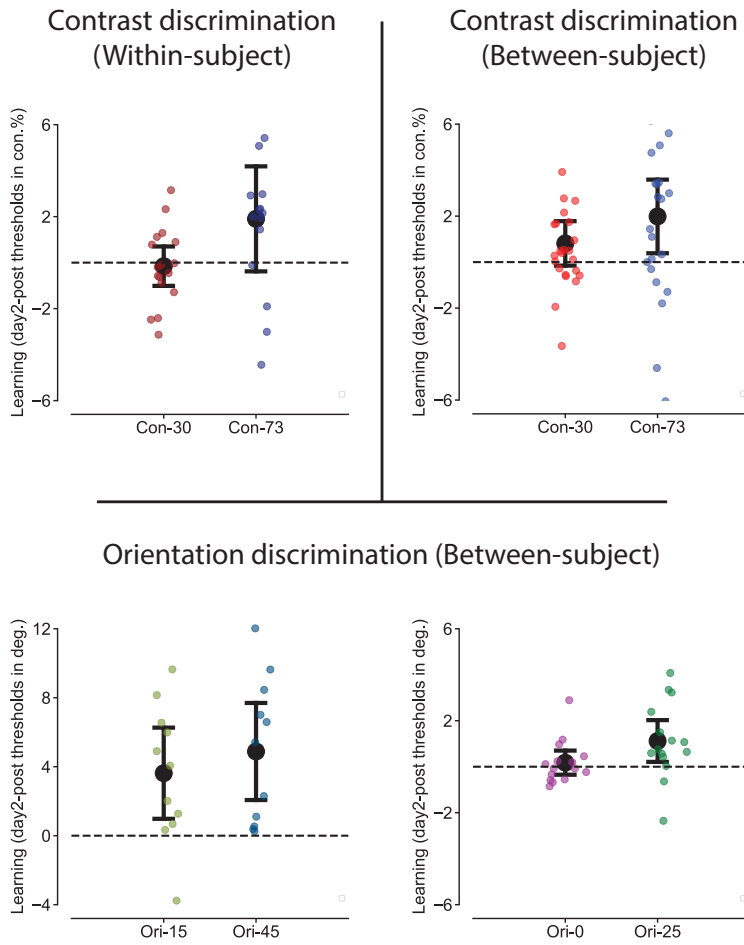 Contrast discrimination
(Within-subject)
Contrast discrimination
(Between-subject)
Learning (day2-post thresholds in con.%)
6
2
−2
−6
Con-30
Con-73
Learning (day2-post thresholds in con.%)
6
2
−2
−6
Con-30
Con-73
Orientation discrimination (Between-subject)
Learning (day2-post thresholds in deg.)
12
8
4
0
−4
Ori-15
Ori-45
Learning (day2-post thresholds in deg.)
6
2
−2
−6
Ori-0
Ori-25